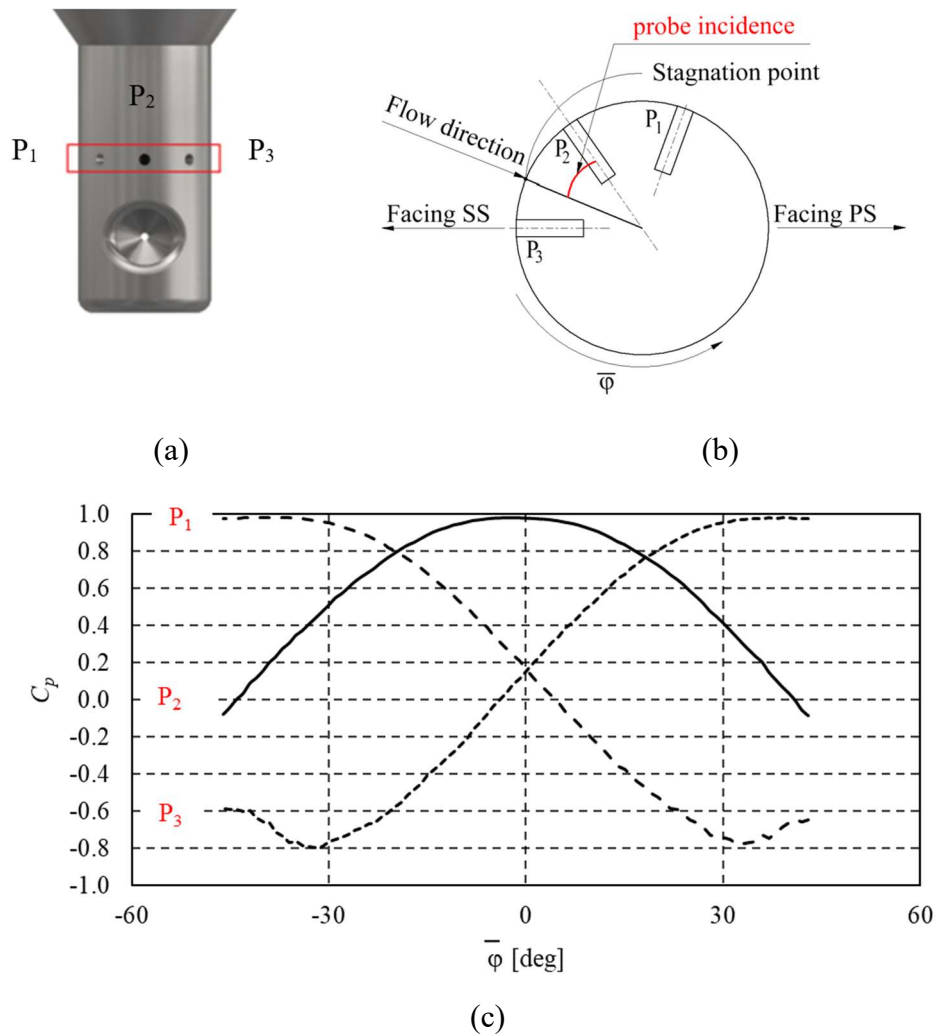 P₂
P₁ P₃
(a)
probe incidence
Stagnation point
Flow direction
P₁
P₂
Facing SS
Facing PS
P₃
φ̅
(b)
1.0
0.8
0.6
0.4
0.2
0.0
-0.2
-0.4
-0.6
-0.8
-1.0
Cₚ
P₁
P₂
P₃
-60 -30 0 30 60
φ̅ [deg]
(c)